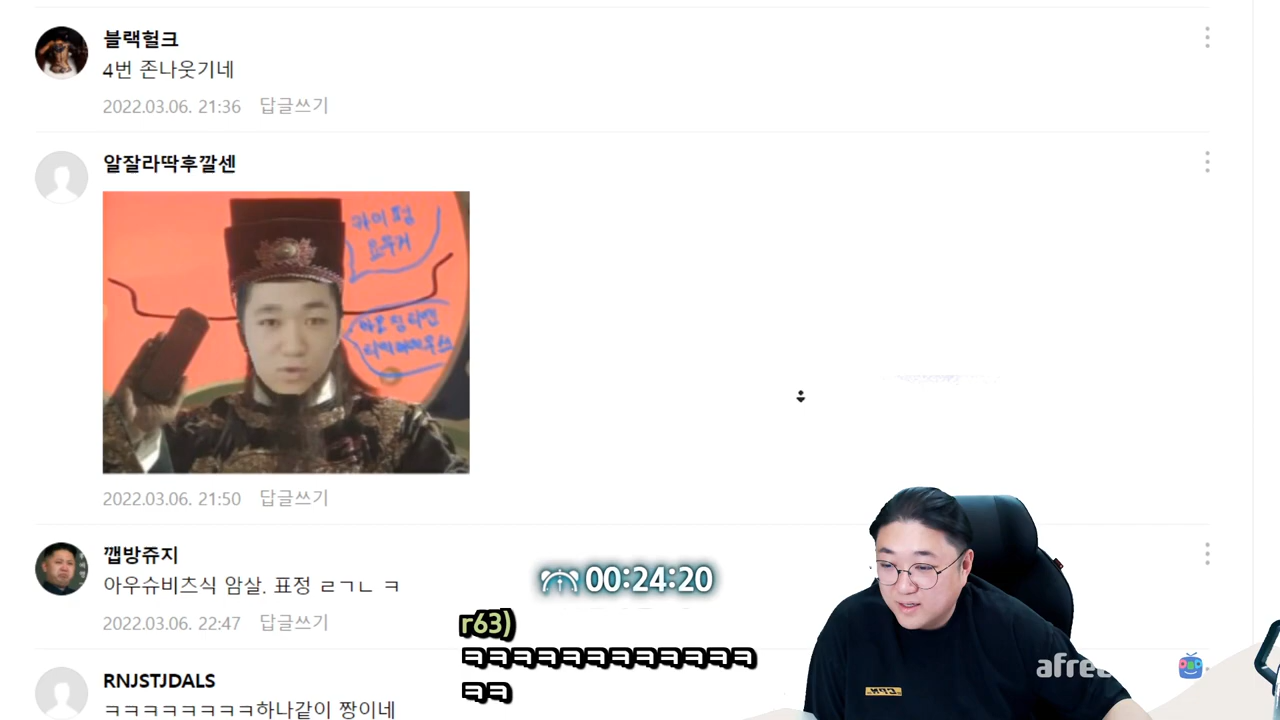 블랙헐크
4번 존나웃기네
2022.03.06. 21:36 답글쓰기
알잘라딱후깔센
2022.03.06. 21:50 답글쓰기
깹방쥬지
아우슈비츠식 암살. 표정 ㄹㄱㄴ ㅋ
2022.03.06. 22:47 답글쓰기
00:24:20
r63)
ㅋㅋㅋㅋㅋㅋㅋㅋㅋㅋㅋㅋ
ㅋㅋ
RNJSTJDALS
ㅋㅋㅋㅋㅋㅋㅋㅋ하나같이 짱이네